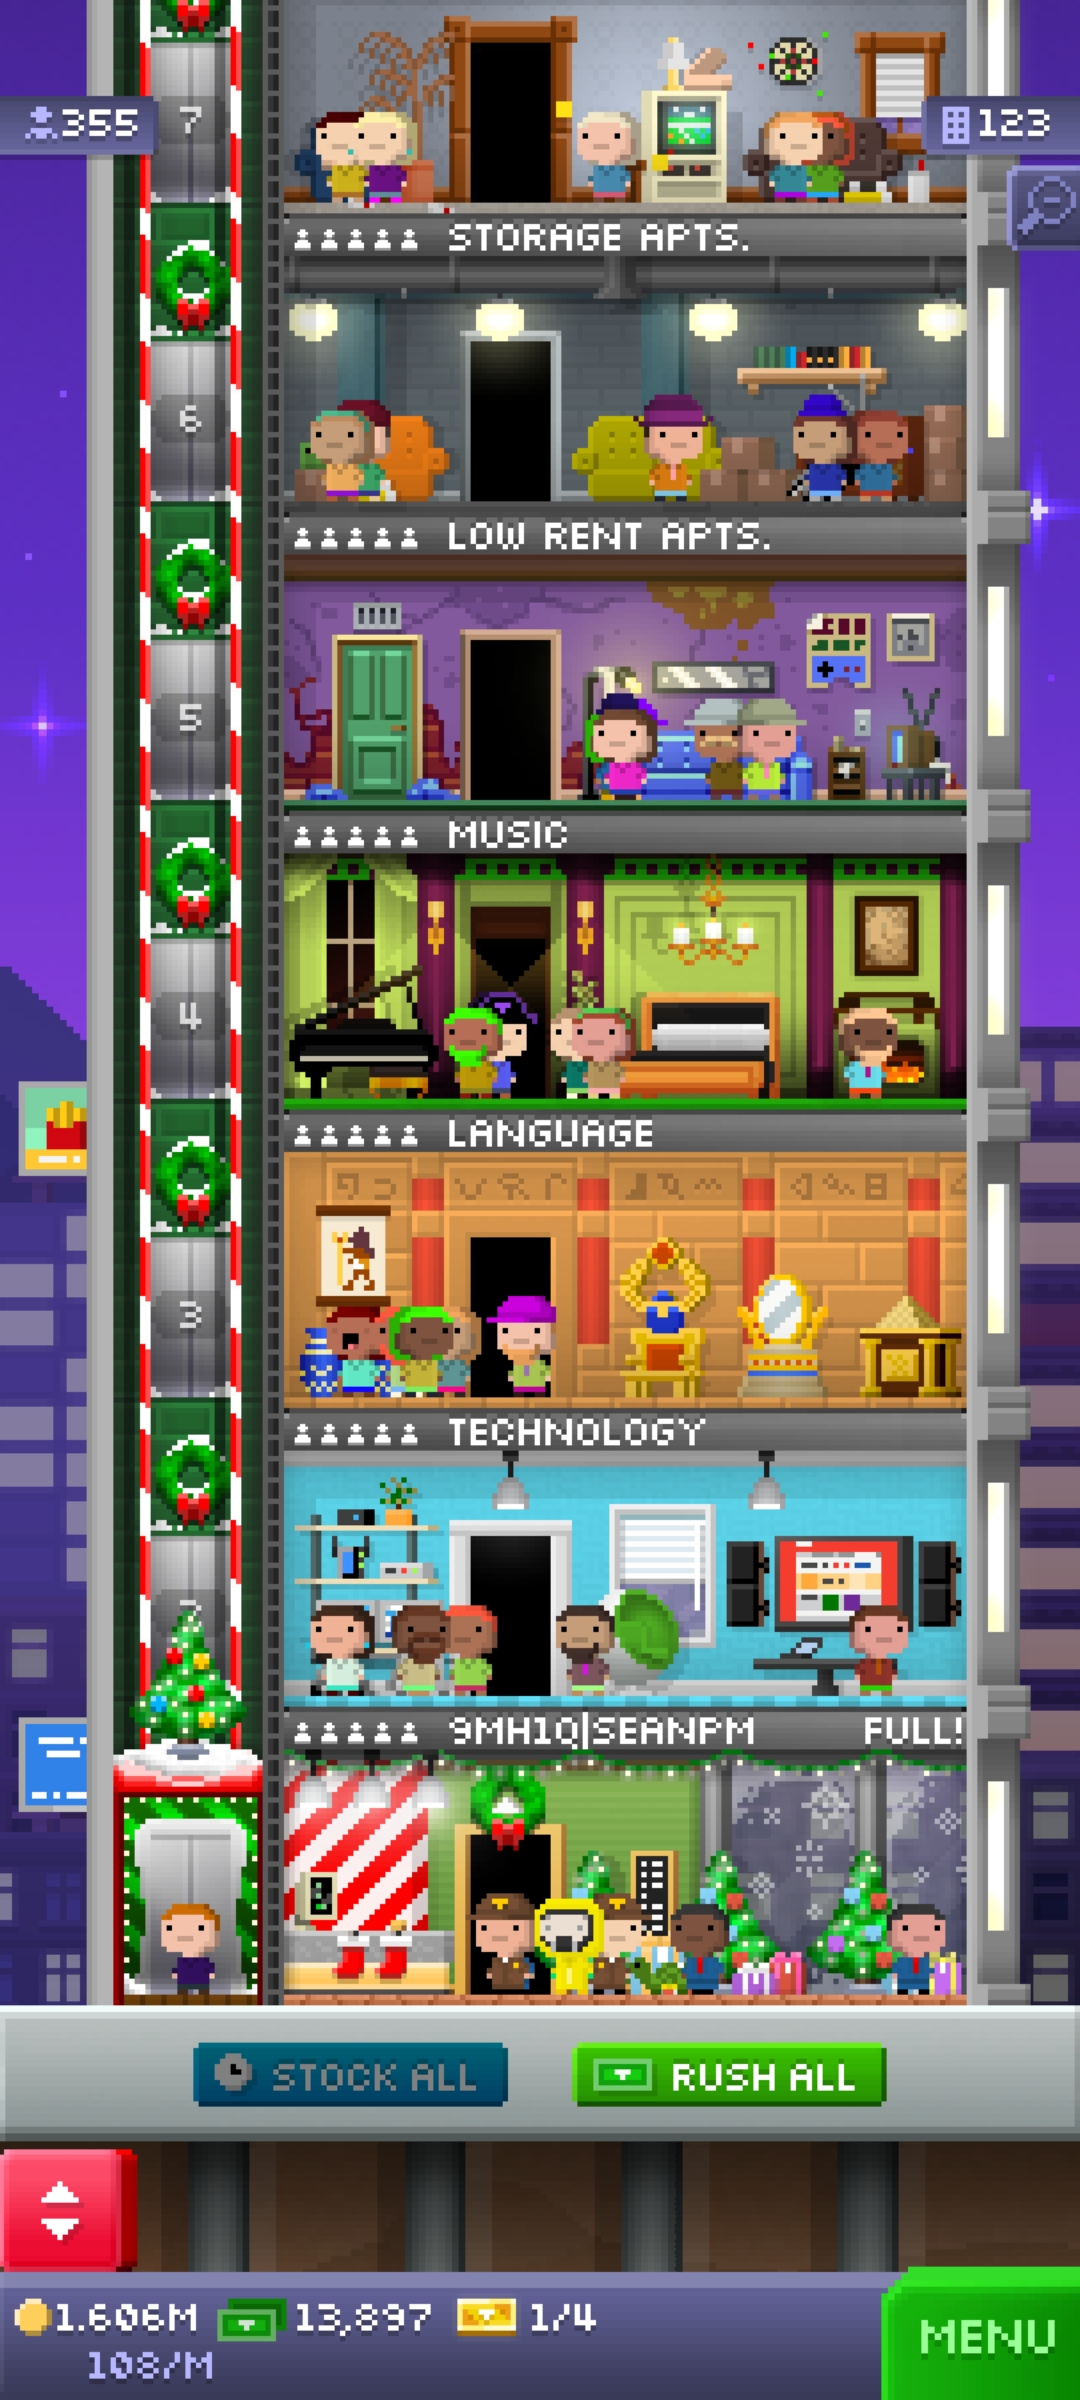 7
355
123
STORAGE APTS.
6
LOW RENT APTS.
5
MUSIC
4
LANGUAGE
3
TECHNOLOGY
9MH1Q|SEANPM FULL!
STOCK ALL
RUSH ALL
1.606M 13,897 1/4
108/M
MENU